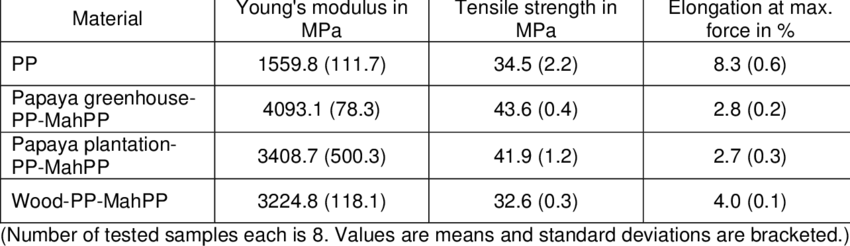 Material Young's modulus in MPa Tensile strength in MPa Elongation at max. force in %
PP 1559.8 (111.7) 34.5 (2.2) 8.3 (0.6)
Papaya greenhouse-PP-MahPP 4093.1 (78.3) 43.6 (0.4) 2.8 (0.2)
Papaya plantation-PP-MahPP 3408.7 (500.3) 41.9 (1.2) 2.7 (0.3)
Wood-PP-MahPP 3224.8 (118.1) 32.6 (0.3) 4.0 (0.1)
(Number of tested samples each is 8. Values are means and standard deviations are bracketed.)